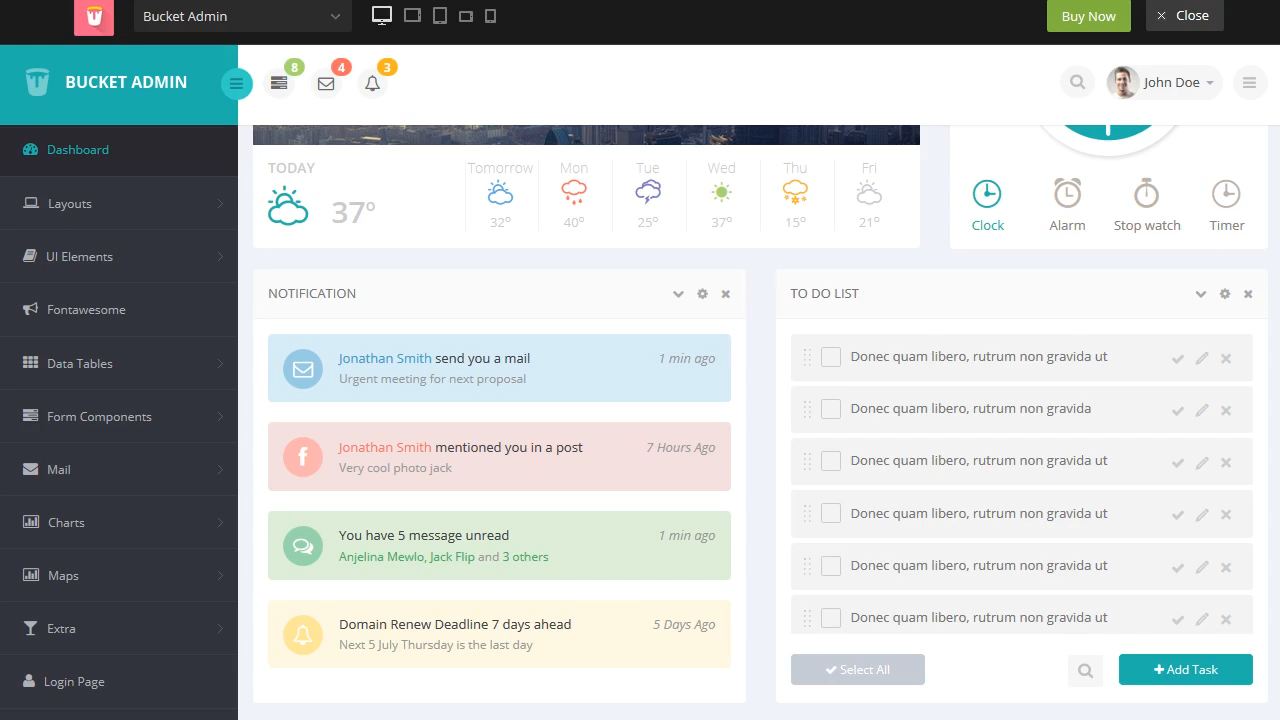 Bucket Admin
Buy Now
Close
BUCKET ADMIN
8
4
3
John Doe
Dashboard
Layouts
UI Elements
Fontawesome
Data Tables
Form Components
Mail
Charts
Maps
Extra
Login Page
TODAY
37°
Tomorrow
32°
Mon
40°
Tue
25°
Wed
37°
Thu
15°
Fri
21°
Clock
Alarm
Stop watch
Timer
NOTIFICATION
Jonathan Smith send you a mail
1 min ago
Urgent meeting for next proposal
Jonathan Smith mentioned you in a post
7 Hours Ago
Very cool photo jack
You have 5 message unread
1 min ago
Anjelina Mewlo, Jack Flip and 3 others
Domain Renew Deadline 7 days ahead
5 Days Ago
Next 5 July Thursday is the last day
TO DO LIST
Donec quam libero, rutrum non gravida ut
Donec quam libero, rutrum non gravida
Donec quam libero, rutrum non gravida ut
Donec quam libero, rutrum non gravida ut
Donec quam libero, rutrum non gravida ut
Donec quam libero, rutrum non gravida ut
Select All
Add Task